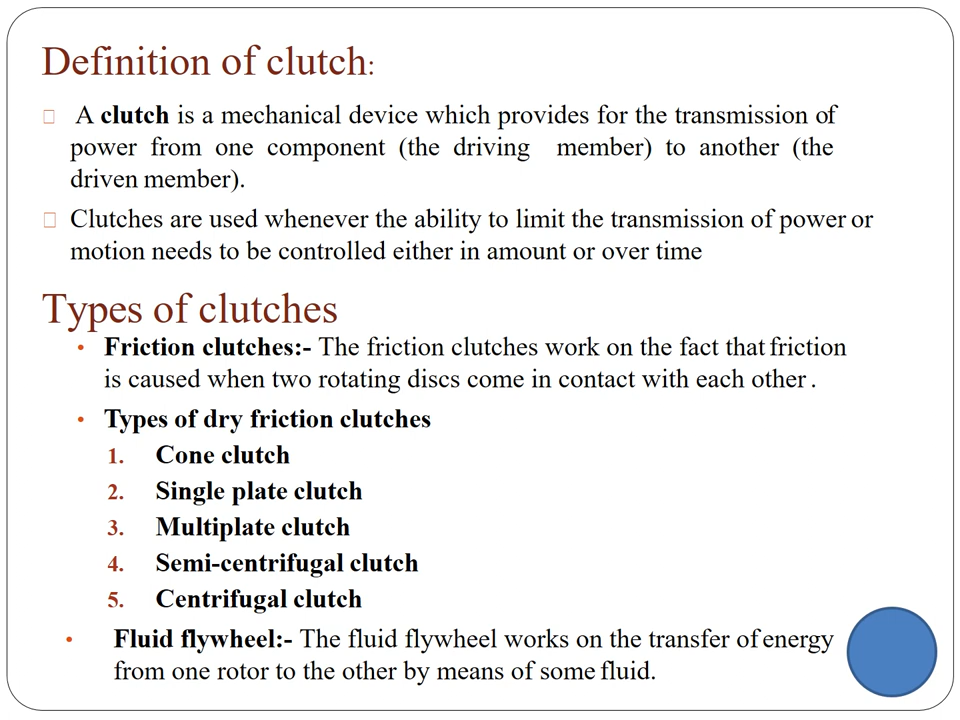 Definition of clutch:
A clutch is a mechanical device which provides for the transmission of
power from one component (the driving member) to another (the
driven member).
Clutches are used whenever the ability to limit the transmission of power or
motion needs to be controlled either in amount or over time
Types of clutches
• Friction clutches:- The friction clutches work on the fact that friction
is caused when two rotating discs come in contact with each other .
• Types of dry friction clutches
1. Cone clutch
2. Single plate clutch
3. Multiplate clutch
4. Semi-centrifugal clutch
5. Centrifugal clutch
• Fluid flywheel:- The fluid flywheel works on the transfer of energy
from one rotor to the other by means of some fluid.